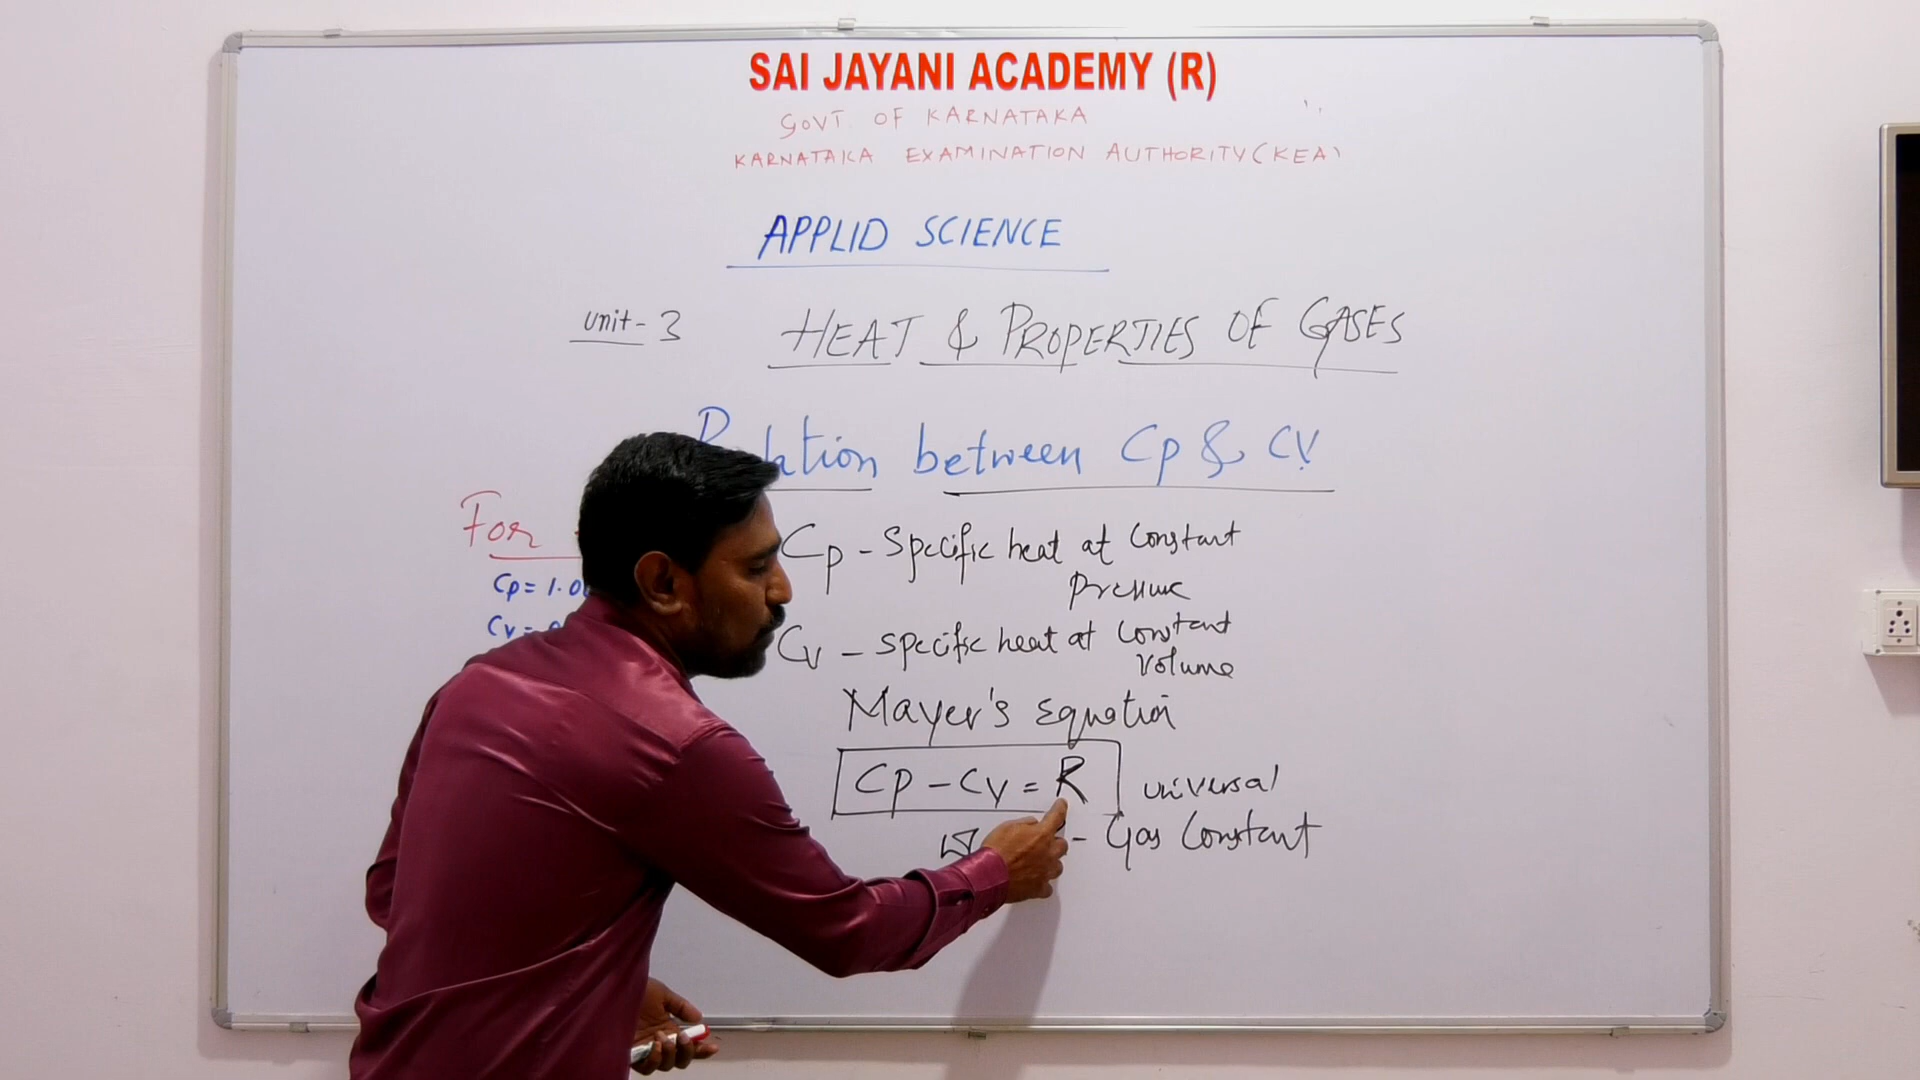 SAI JAYANI ACADEMY (R)
GOVT. OF KARNATAKA
KARNATAKA EXAMINATION AUTHORITY (KEA)
APPLID SCIENCE
Unit - 3 HEAT & PROPERTIES OF GASES
between Cp & CV
For
Cp = 1.0
Cv =
Cp - Specific heat at constant
Pressure
Cv - specific heat at constant
volume
Mayer's Equation
Cp - Cv = R universal
- Gas Constant